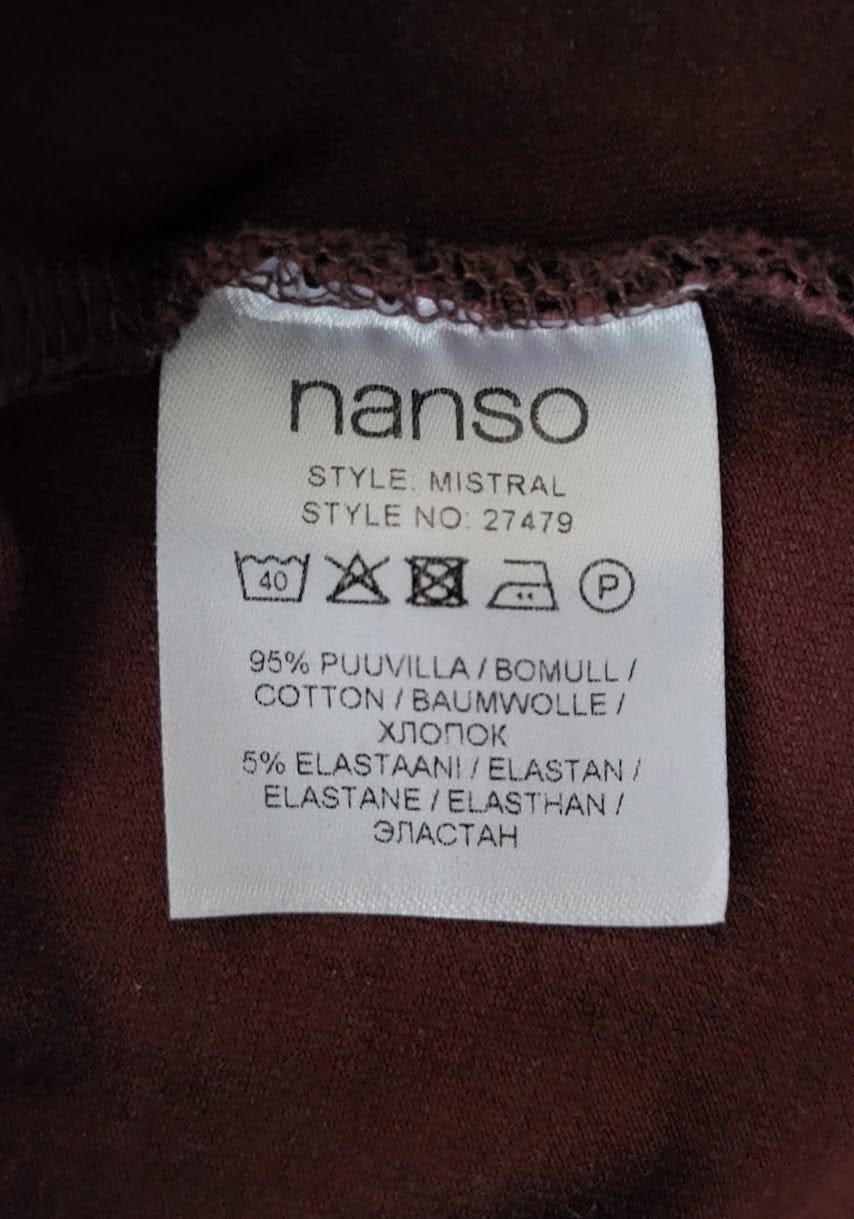 nanso
STYLE: MISTRAL
STYLE NO: 27479
40 P
95% PUUVILLA / BOMULL /
COTTON / BAUMWOLLE /
ХЛОПОК
5% ELASTAANI / ELASTAN /
ELASTANE / ELASTHAN /
ЭЛАСТАН